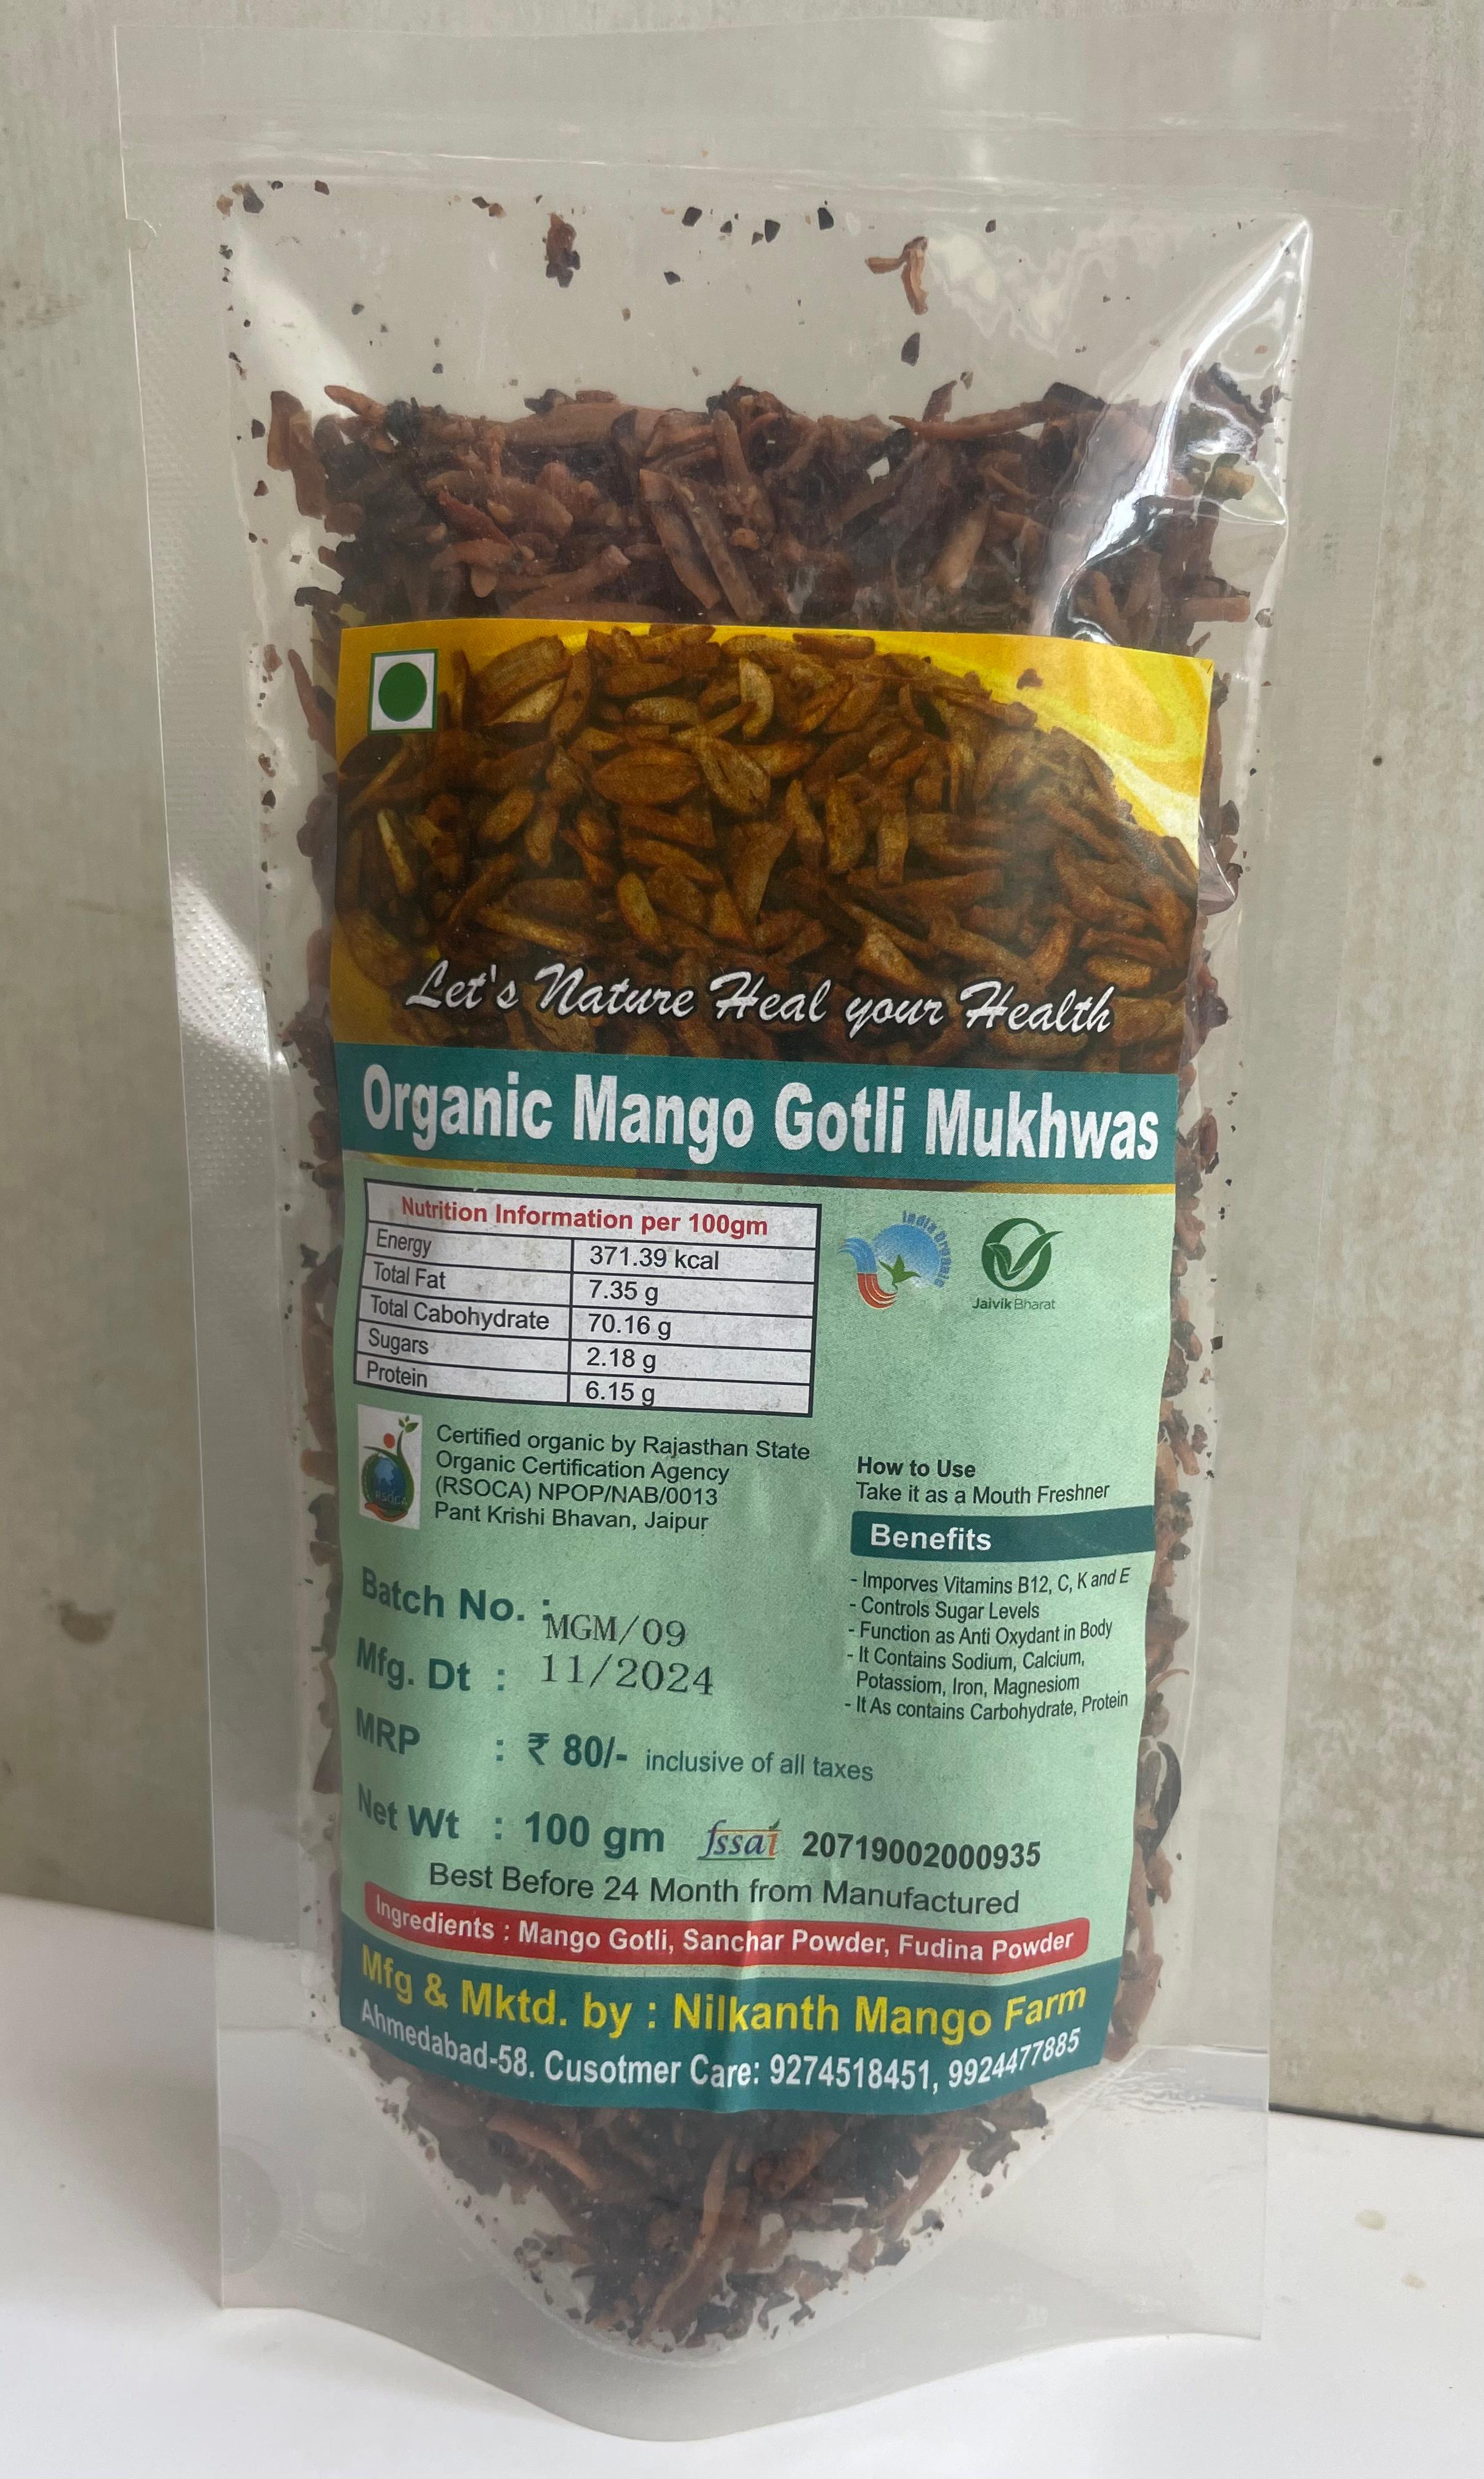 Let's Nature Heal your Health
Organic Mango Gotli Mukhwas
Nutrition Information per 100gm
Energy 371.39 kcal
Total Fat 7.35 g
Total Cabohydrate 70.16 g
Sugars 2.18 g
Protein 6.15 g
India Organic
Jaivik Bharat
RSOCA
Certified organic by Rajasthan State
Organic Certification Agency
(RSOCA) NPOP/NAB/0013
Pant Krishi Bhavan, Jaipur
How to Use
Take it as a Mouth Freshner
Benefits
- Imporves Vitamins B12, C, K and E
- Controls Sugar Levels
- Function as Anti Oxydant in Body
- It Contains Sodium, Calcium,
Potassiom, Iron, Magnesiom
- It As contains Carbohydrate, Protein
Batch No. : MGM/09
Mfg. Dt : 11/2024
MRP : ₹ 80/- inclusive of all taxes
Net Wt : 100 gm fssai 20719002000935
Best Before 24 Month from Manufactured
Ingredients : Mango Gotli, Sanchar Powder, Fudina Powder
Mfg & Mktd. by : Nilkanth Mango Farm
Ahmedabad-58. Cusotmer Care: 9274518451, 9924477885